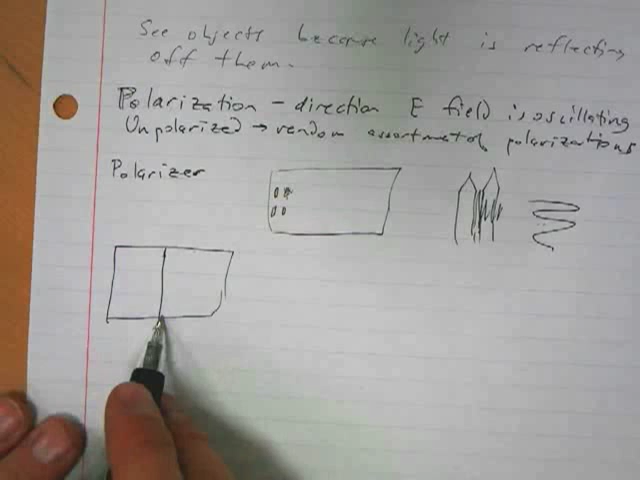 See objects because light is reflecting
off them.
Polarization - direction E field is oscillating
Unpolarized → random assortment of polarizations
Polarizer